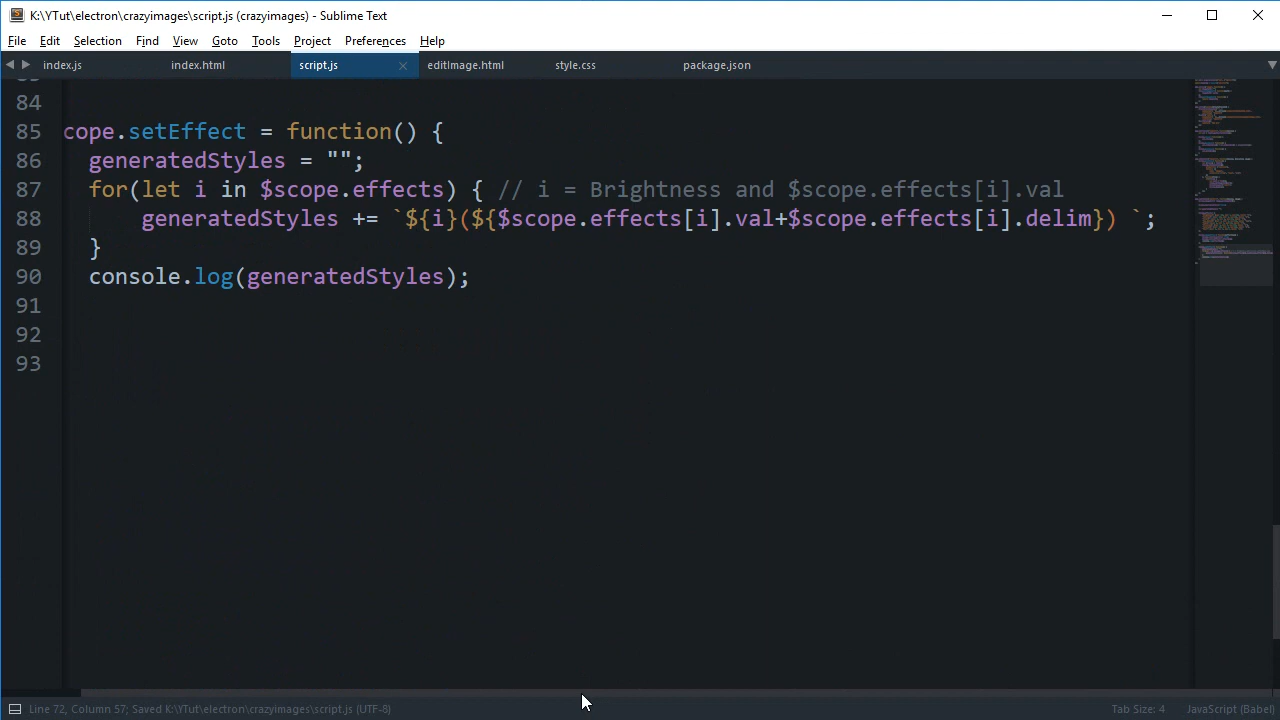 K:\YTut\electron\crazyimages\script.js (crazyimages) - Sublime Text
File Edit Selection Find View Goto Tools Project Preferences Help
index.js index.html script.js editImage.html style.css package.json
84
85 cope.setEffect = function() {
86 generatedStyles = "";
87 for(let i in $scope.effects) { // i = Brightness and $scope.effects[i].val
88 generatedStyles += `${i}(${$scope.effects[i].val+$scope.effects[i].delim}) `;
89 }
90 console.log(generatedStyles);
91
92
93
Line 72, Column 57; Saved K:\YTut\electron\crazyimages\script.js (UTF-8) Tab Size: 4 JavaScript (Babel)